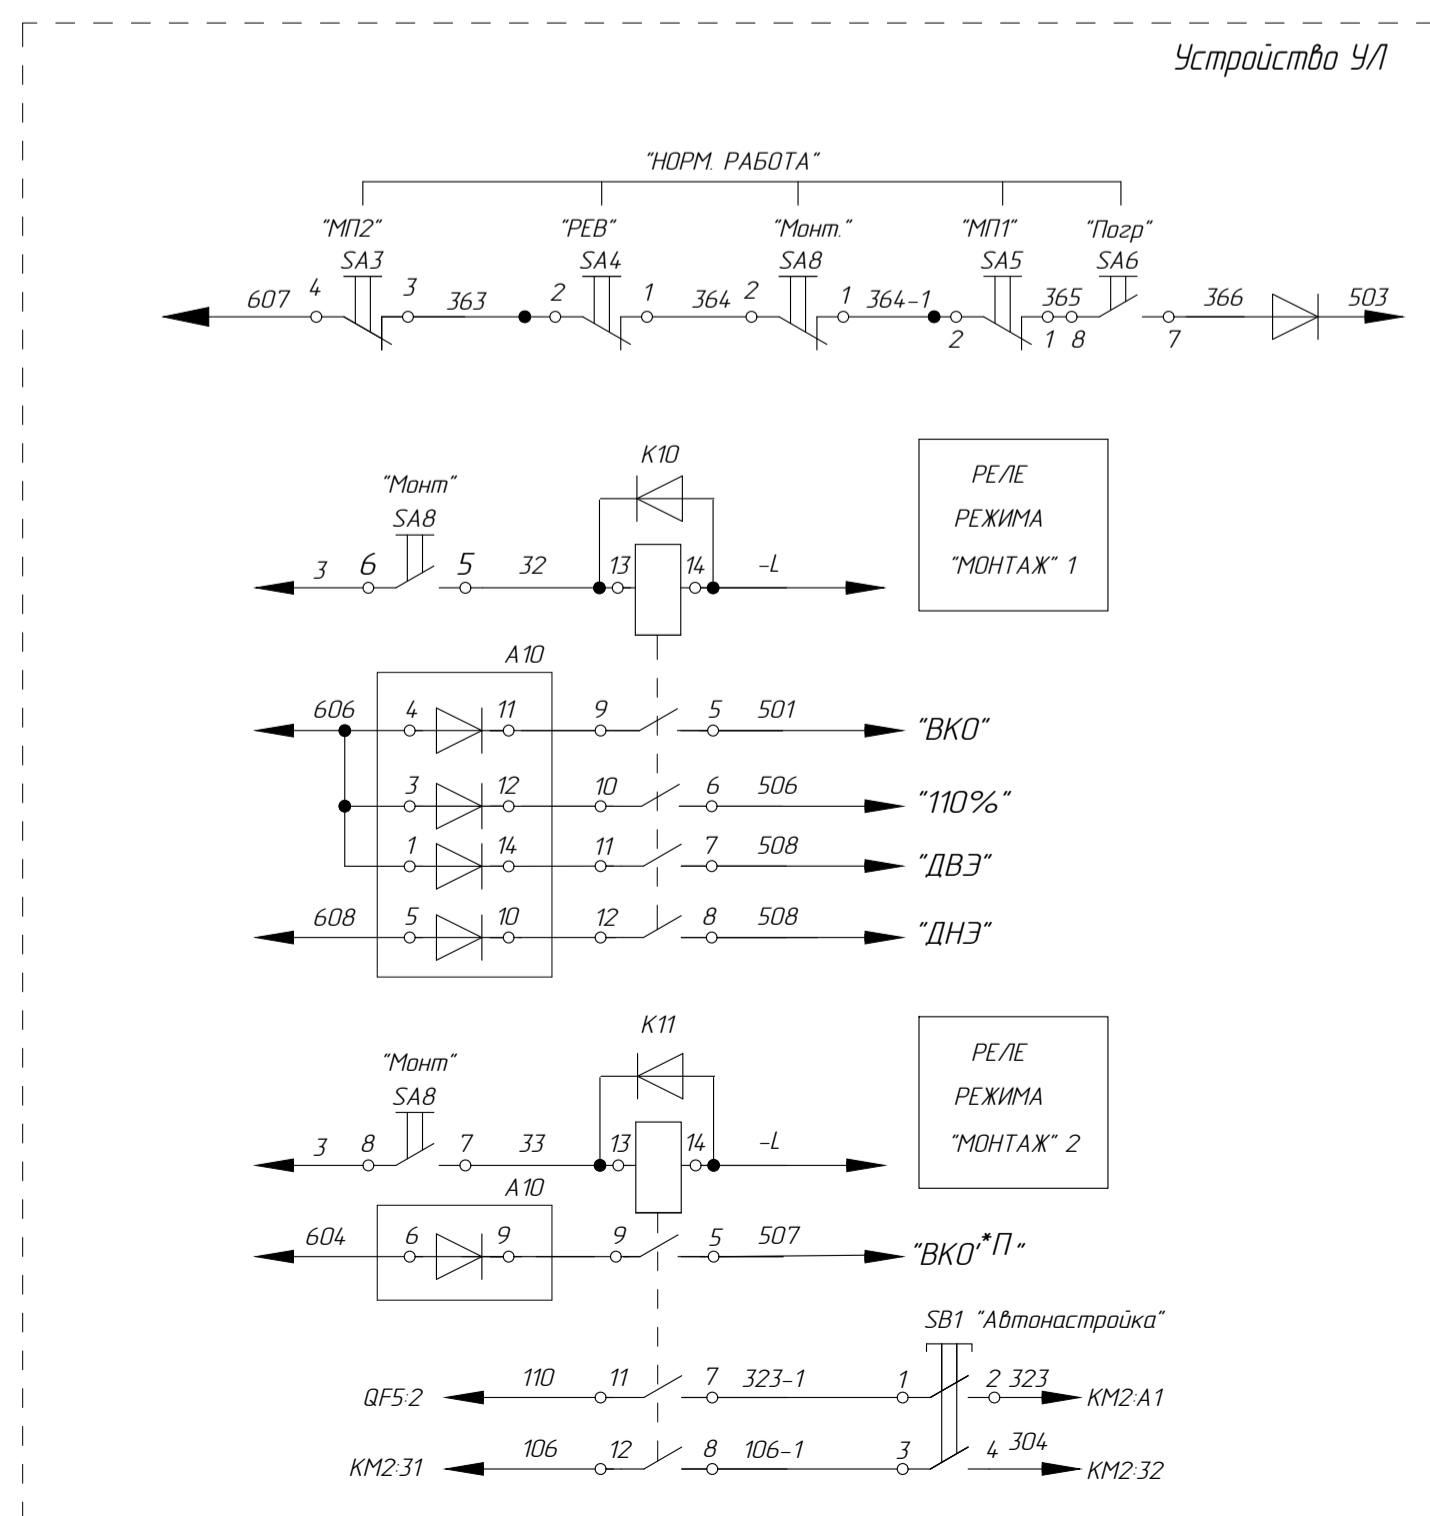 Устройство УЛ
"НОРМ. РАБОТА"
"МП2" "РЕВ" "Монт." "МП1" "Погр"
SA3 SA4 SA8 SA5 SA6
607 4 3 363 2 1 364 2 1 364-1 2 1 365 8 7 366 503
K10
"Монт"
SA8
3 6 5 32 13 14 -L
РЕЛЕ
РЕЖИМА
"МОНТАЖ" 1
A10
606 4 11 9 5 501 "ВКО"
3 12 10 6 506 "110%"
1 14 11 7 508 "ДВЭ"
608 5 10 12 8 508 "ДНЭ"
K11
"Монт"
SA8
3 8 7 33 13 14 -L
РЕЛЕ
РЕЖИМА
"МОНТАЖ" 2
A10
604 6 9 9 5 507 "ВКО'*П"
SB1 "Автонастройка"
QF5:2 110 11 7 323-1 1 2 323 KM2:A1
KM2:31 106 12 8 106-1 3 4 304 KM2:32